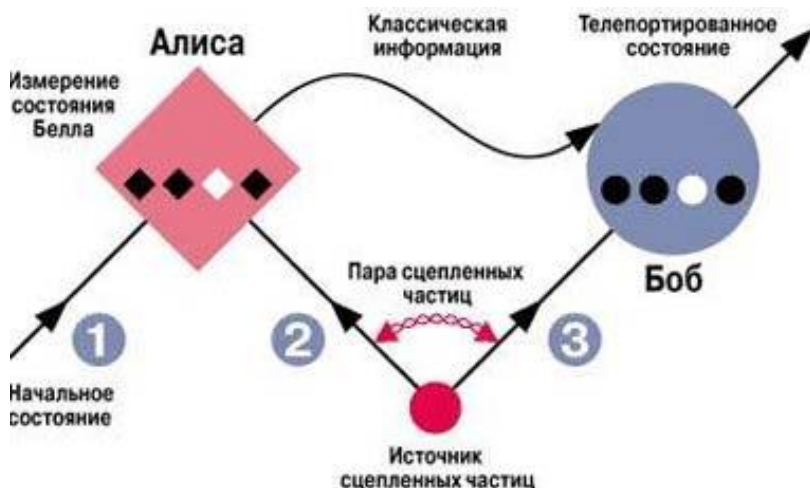 Алиса
Классическая
информация
Телепортированное
состояние
Измерение
состояния
Белла
Пара сцепленных
частиц
Боб
1
2
3
Начальное
состояние
Источник
сцепленных частиц